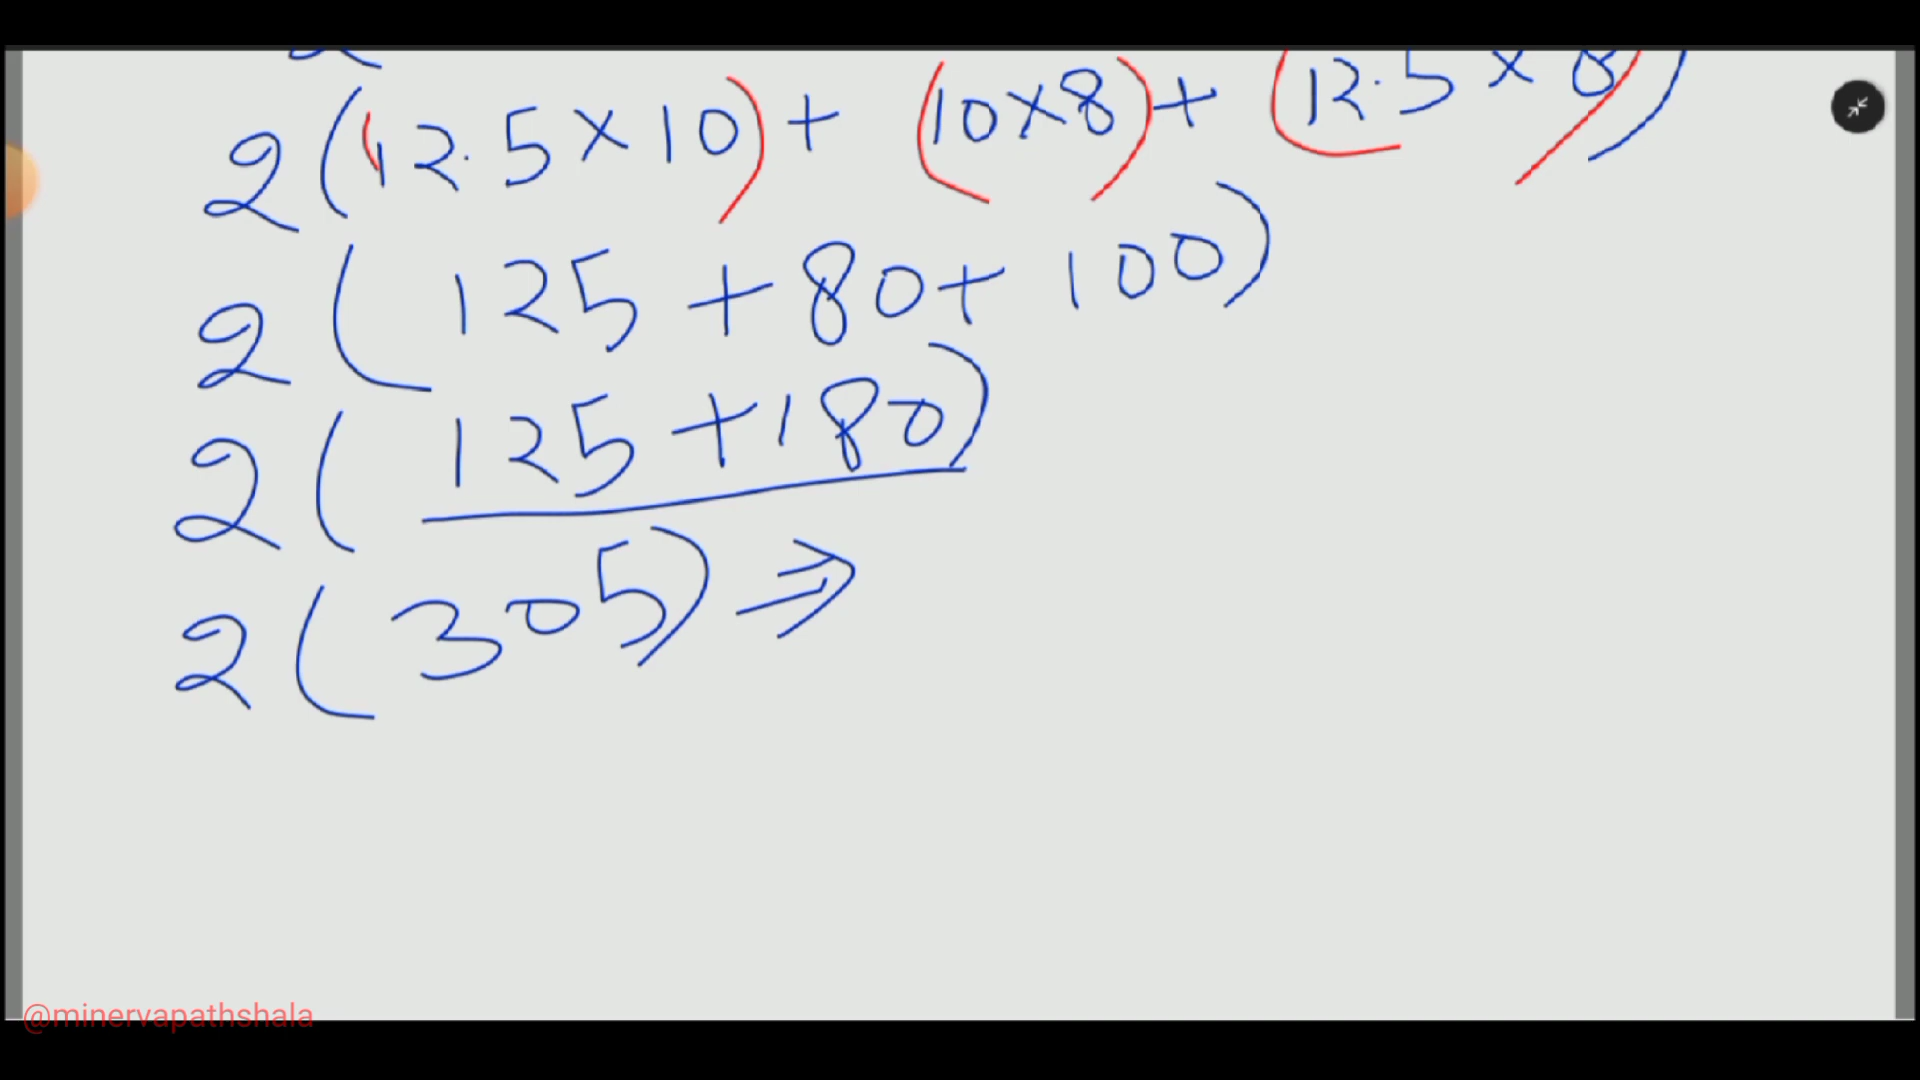 2((12.5×10)+(10×8)+(12.5×8))
2(125+80+100)
2(125+180)
2(305)⇒
@minervapathshala